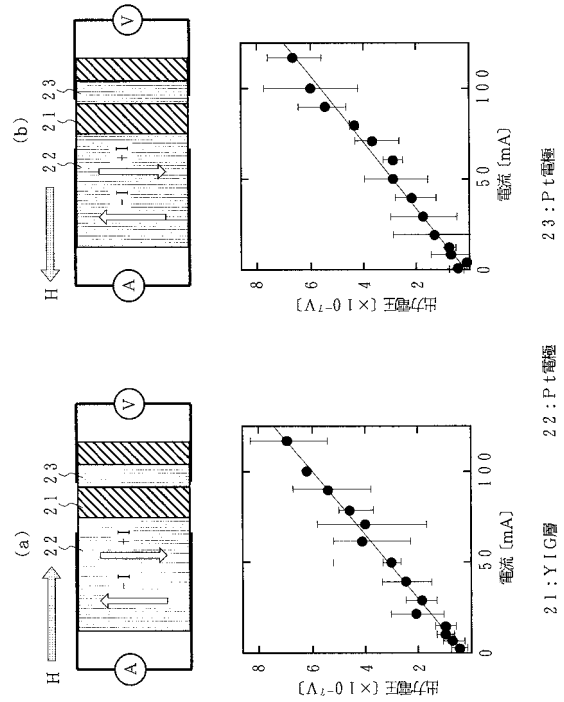 (a)
H
22
21
23
-I
+I
A
V
出力電圧〔×10⁻⁷V〕
8
6
4
2
0
50
100
電流〔mA〕
(b)
H
22
21
23
-I
+I
A
V
出力電圧〔×10⁻⁷V〕
8
6
4
2
0
50
100
電流〔mA〕
21:YIG層
22:Pt電極
23:Pt電極